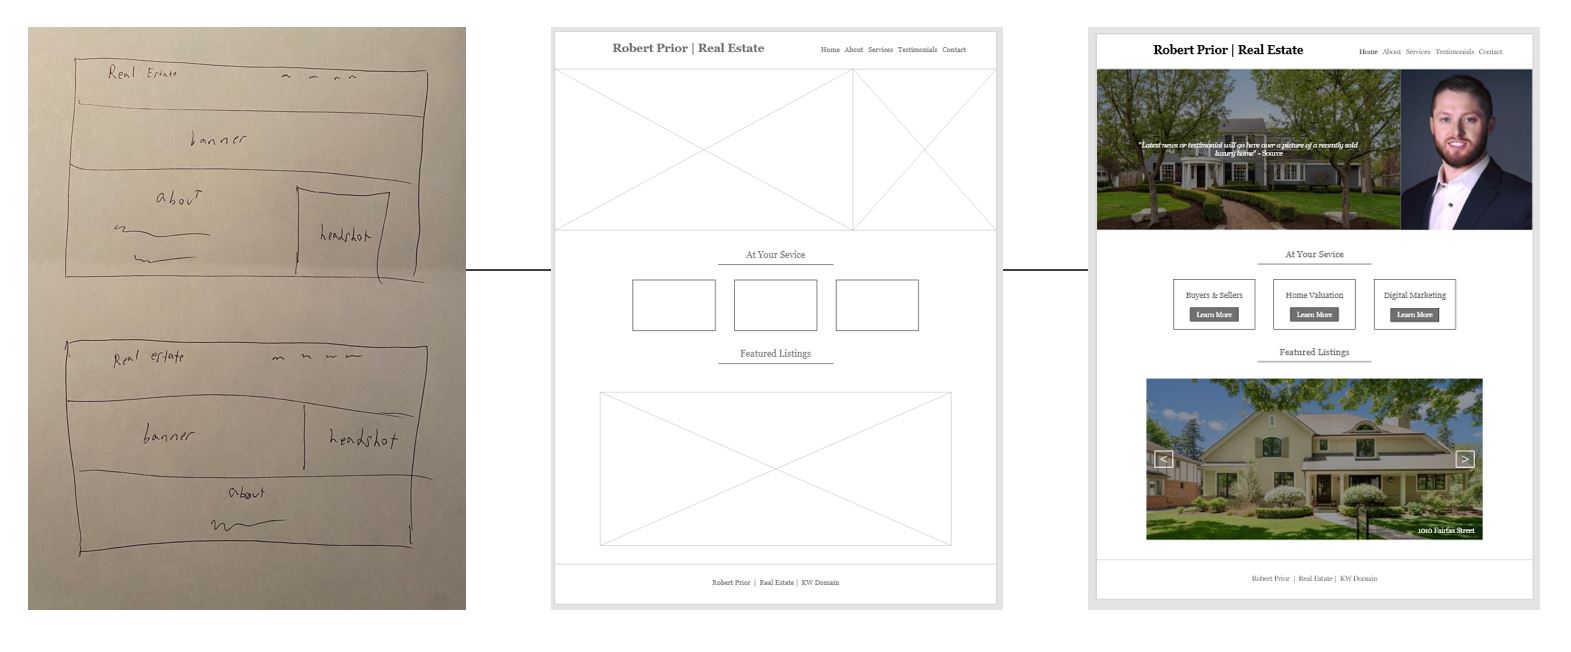 Real Estate
banner
about
headshot
Real estate
banner
headshot
about
Robert Prior | Real Estate
Home About Services Testimonials Contact
At Your Sevice
Featured Listings
Robert Prior | Real Estate | KW Domain
Robert Prior | Real Estate
Home About Services Testimonials Contact
"Latest news or testimonial will go here over a picture of a recently sold
luxury home" - Source
At Your Sevice
Buyers & Sellers
Learn More
Home Valuation
Learn More
Digital Marketing
Learn More
Featured Listings
<
>
1010 Fairfax Street
Robert Prior | Real Estate | KW Domain